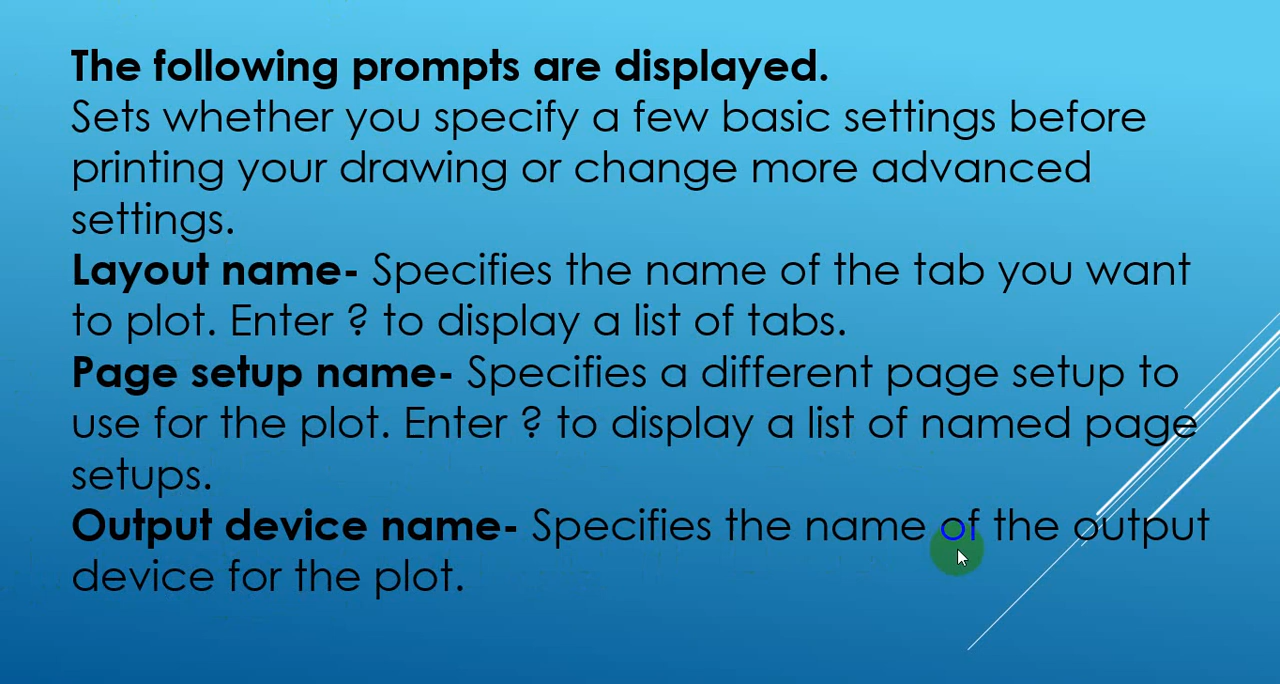 The following prompts are displayed.
Sets whether you specify a few basic settings before
printing your drawing or change more advanced
settings.
Layout name- Specifies the name of the tab you want
to plot. Enter ? to display a list of tabs.
Page setup name- Specifies a different page setup to
use for the plot. Enter ? to display a list of named page
setups.
Output device name- Specifies the name of the output
device for the plot.